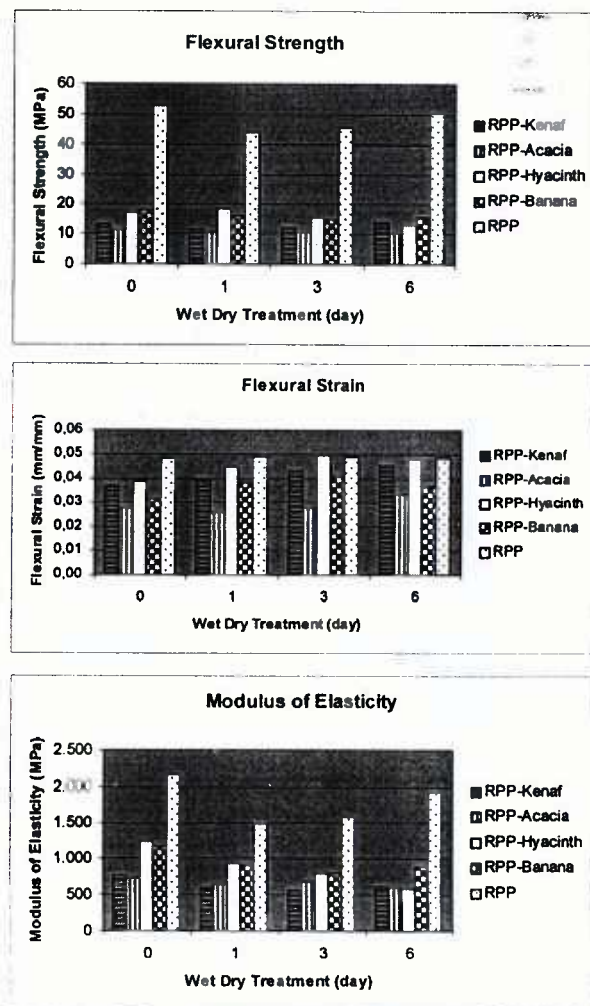 Flexural Strength
Flexural Strength (MPa)
60
50
40
30
20
10
0
0 1 3 6
Wet Dry Treatment (day)
RPP-Kenaf
RPP-Acacia
RPP-Hyacinth
RPP-Banana
RPP
Flexural Strain
Flexural Strain (mm/mm)
0,06
0,05
0,04
0,03
0,02
0,01
0,00
0 1 3 6
Wet Dry Treatment (day)
RPP-Kenaf
RPP-Acacia
RPP-Hyacinth
RPP-Banana
RPP
Modulus of Elasticity
Modulus of Elasticity (MPa)
2.500
2.000
1.500
1.000
500
0
0 1 3 6
Wet Dry Treatment (day)
RPP-Kenaf
RPP-Acacia
RPP-Hyacinth
RPP-Banana
RPP